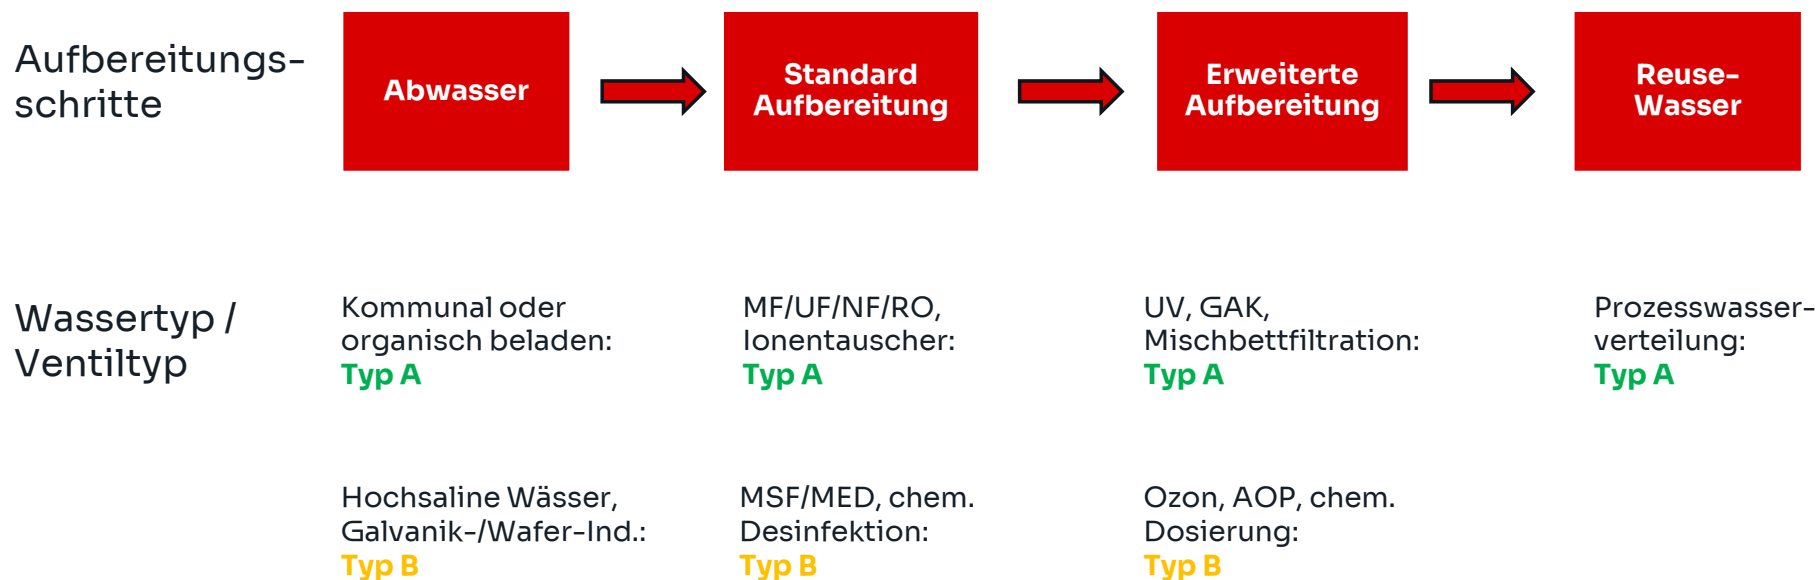 Aufbereitungs-
schritte
Abwasser
Standard
Aufbereitung
Erweiterte
Aufbereitung
Reuse-
Wasser
Wassertyp /
Ventiltyp
Kommunal oder
organisch beladen:
Typ A
MF/UF/NF/RO,
Ionentauscher:
Typ A
UV, GAK,
Mischbettfiltration:
Typ A
Prozesswasser-
verteilung:
Typ A
Hochsaline Wässer,
Galvanik-/Wafer-Ind.:
Typ B
MSF/MED, chem.
Desinfektion:
Typ B
Ozon, AOP, chem.
Dosierung:
Typ B